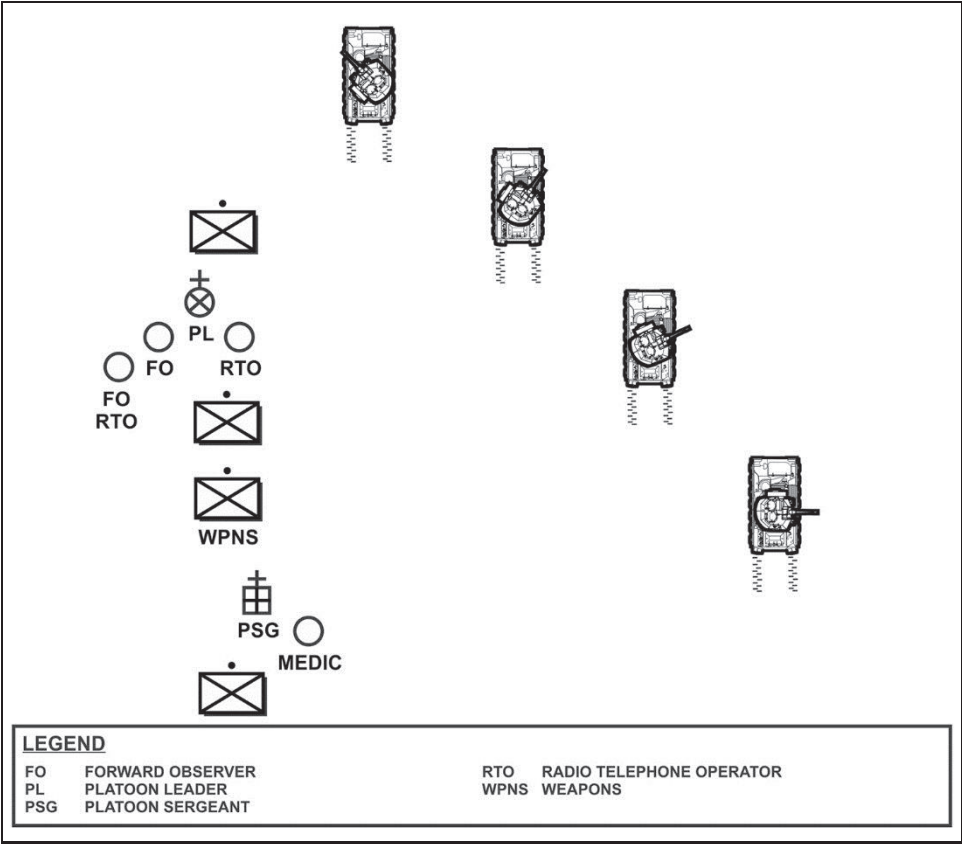 PL
FO
RTO
FO
RTO
WPNS
PSG
MEDIC
LEGEND
FO FORWARD OBSERVER
PL PLATOON LEADER
PSG PLATOON SERGEANT
RTO RADIO TELEPHONE OPERATOR
WPNS WEAPONS